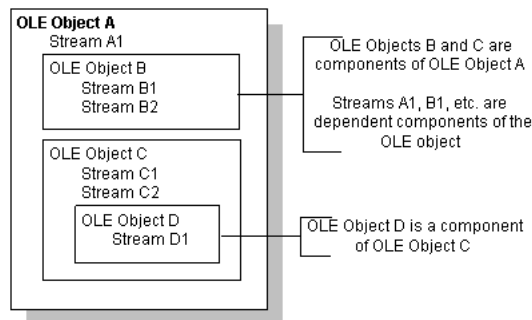 OLE Object A
Stream A1
OLE Object B
Stream B1
Stream B2
OLE Object C
Stream C1
Stream C2
OLE Object D
Stream D1
OLE Objects B and C are
components of OLE Object A
Streams A1, B1, etc. are
dependent components of the
OLE object
OLE Object D is a component
of OLE Object C